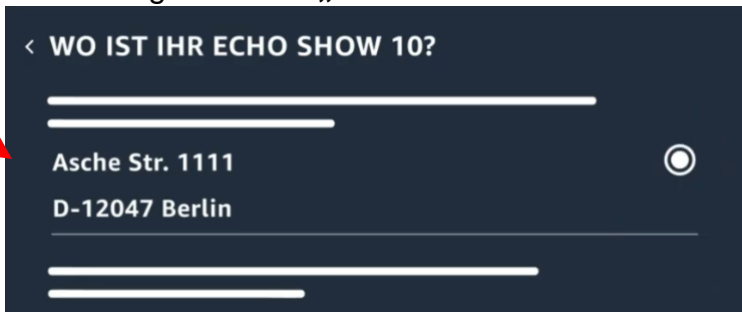 < WO IST IHR ECHO SHOW 10?
Asche Str. 1111
D-12047 Berlin